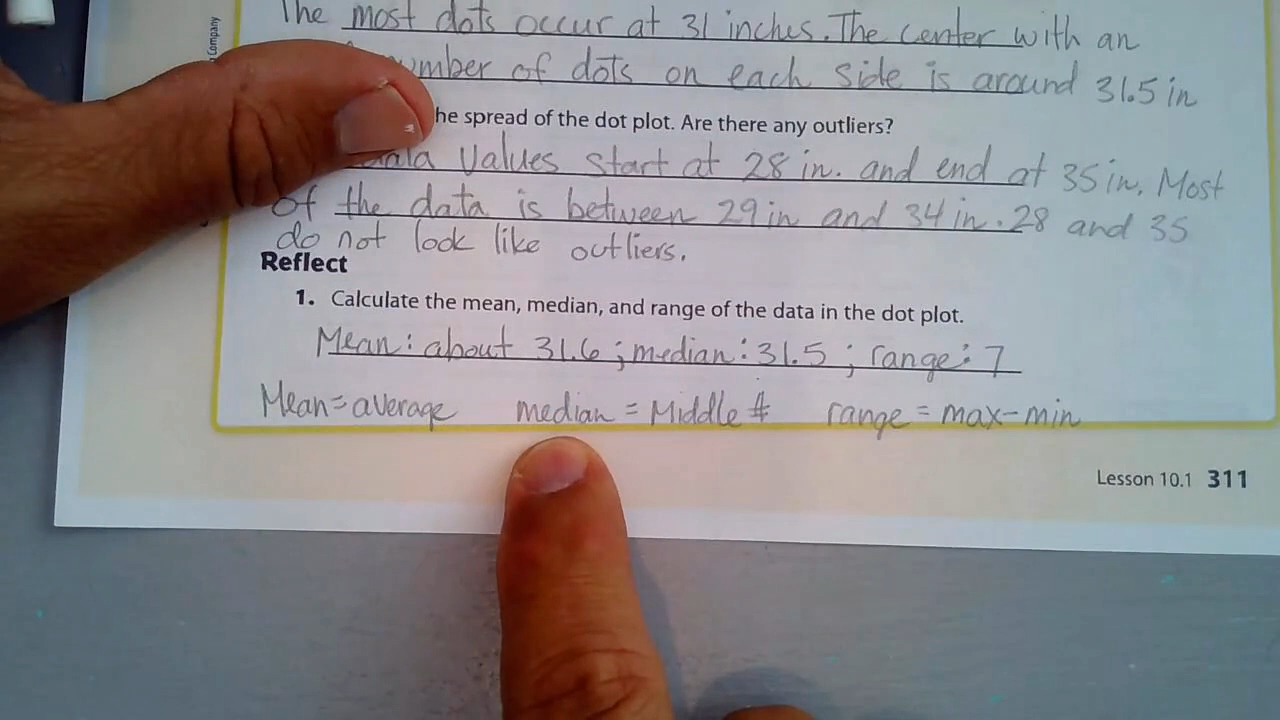 The most dots occur at 31 inches. The center with an
number of dots on each side is around 31.5 in
the spread of the dot plot. Are there any outliers?
values start at 28 in. and end at 35 in. Most
of the data is between 29 in and 34 in. 28 and 35
do not look like outliers.
Reflect
1. Calculate the mean, median, and range of the data in the dot plot.
Mean: about 31.6; median: 31.5; range: 7
Mean = average median = Middle # range = max-min
Lesson 10.1 311
Company